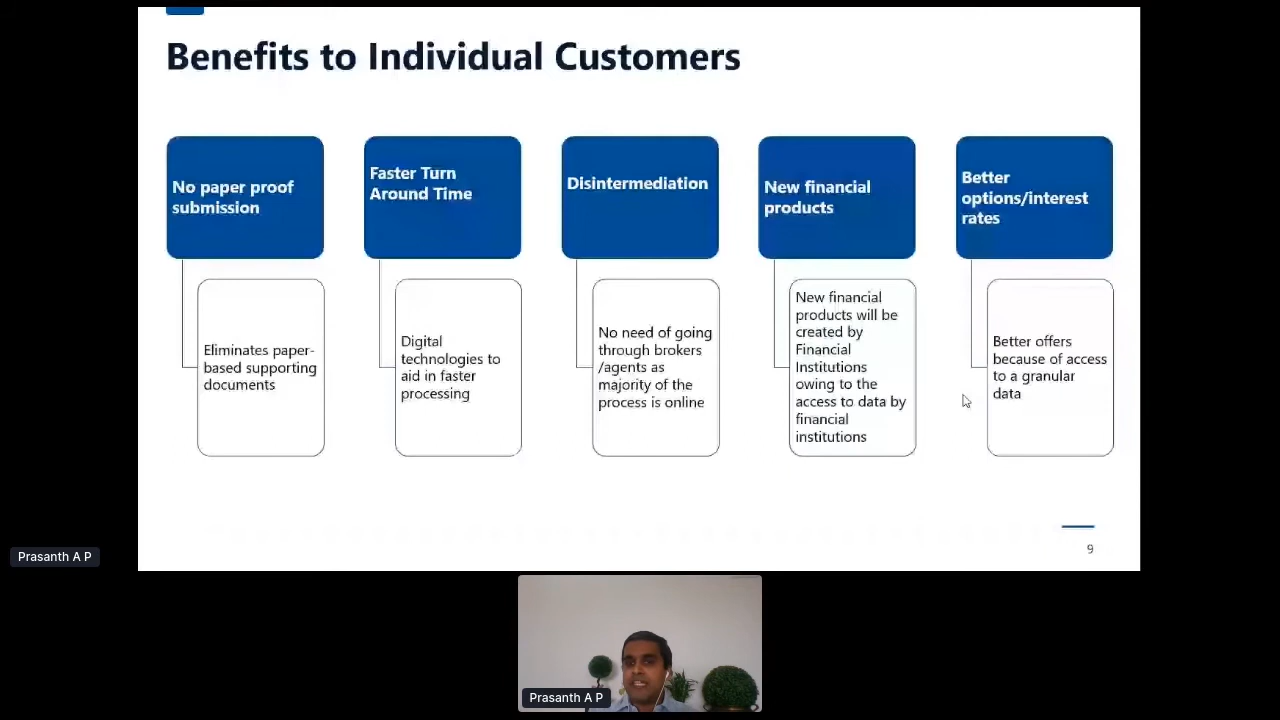 Benefits to Individual Customers
No paper proof
submission
Eliminates paper-
based supporting
documents
Faster Turn
Around Time
Digital
technologies to
aid in faster
processing
Disintermediation
No need of going
through brokers
/agents as
majority of the
process is online
New financial
products
New financial
products will be
created by
Financial
Institutions
owing to the
access to data by
financial
institutions
Better
options/interest
rates
Better offers
because of access
to a granular
data
9
Prasanth A P
Prasanth A P